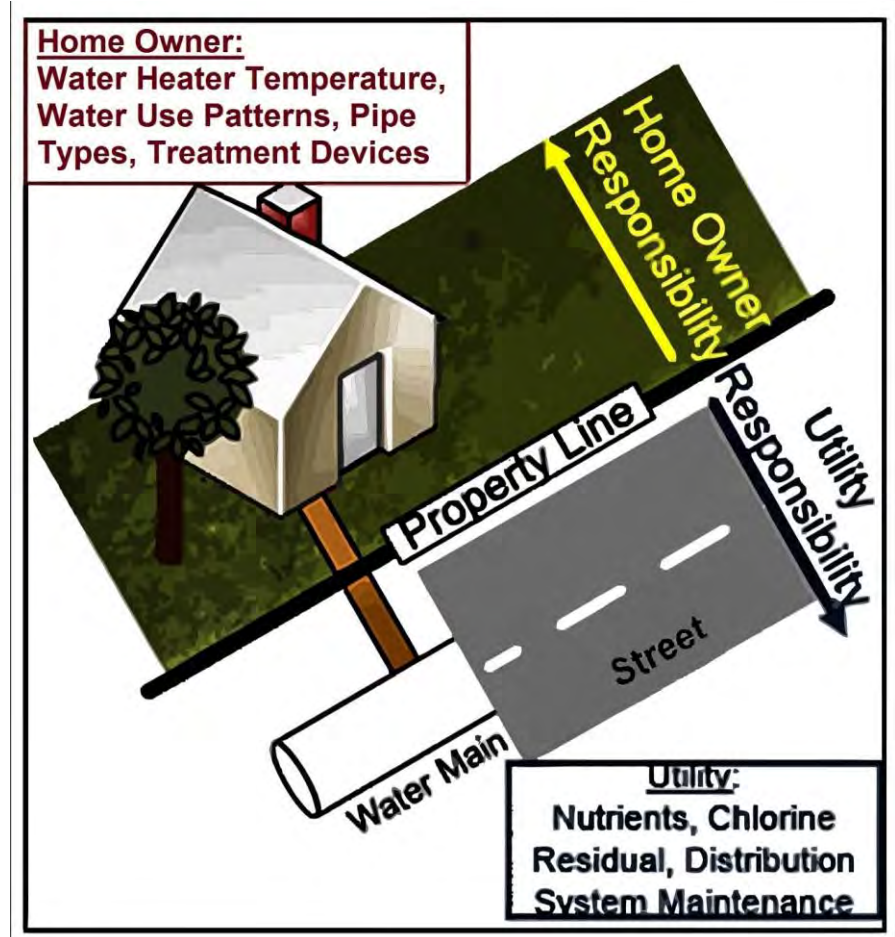 Home Owner:
Water Heater Temperature,
Water Use Patterns, Pipe
Types, Treatment Devices
Home Owner
Responsibility
Property Line
Utility
Responsibility
Street
Water Main
Utility:
Nutrients, Chlorine
Residual, Distribution
System Maintenance